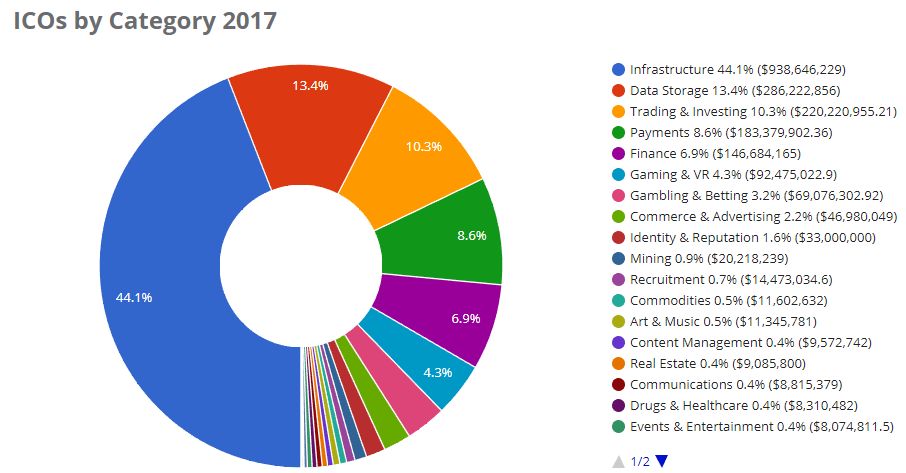 ICOs by Category 2017
13.4%
10.3%
8.6%
6.9%
4.3%
44.1%
Infrastructure 44.1% ($938,646,229)
Data Storage 13.4% ($286,222,856)
Trading & Investing 10.3% ($220,220,955.21)
Payments 8.6% ($183,379,902.36)
Finance 6.9% ($146,684,165)
Gaming & VR 4.3% ($92,475,022.9)
Gambling & Betting 3.2% ($69,076,302.92)
Commerce & Advertising 2.2% ($46,980,049)
Identity & Reputation 1.6% ($33,000,000)
Mining 0.9% ($20,218,239)
Recruitment 0.7% ($14,473,034.6)
Commodities 0.5% ($11,602,632)
Art & Music 0.5% ($11,345,781)
Content Management 0.4% ($9,572,742)
Real Estate 0.4% ($9,085,800)
Communications 0.4% ($8,815,379)
Drugs & Healthcare 0.4% ($8,310,482)
Events & Entertainment 0.4% ($8,074,811.5)
1/2